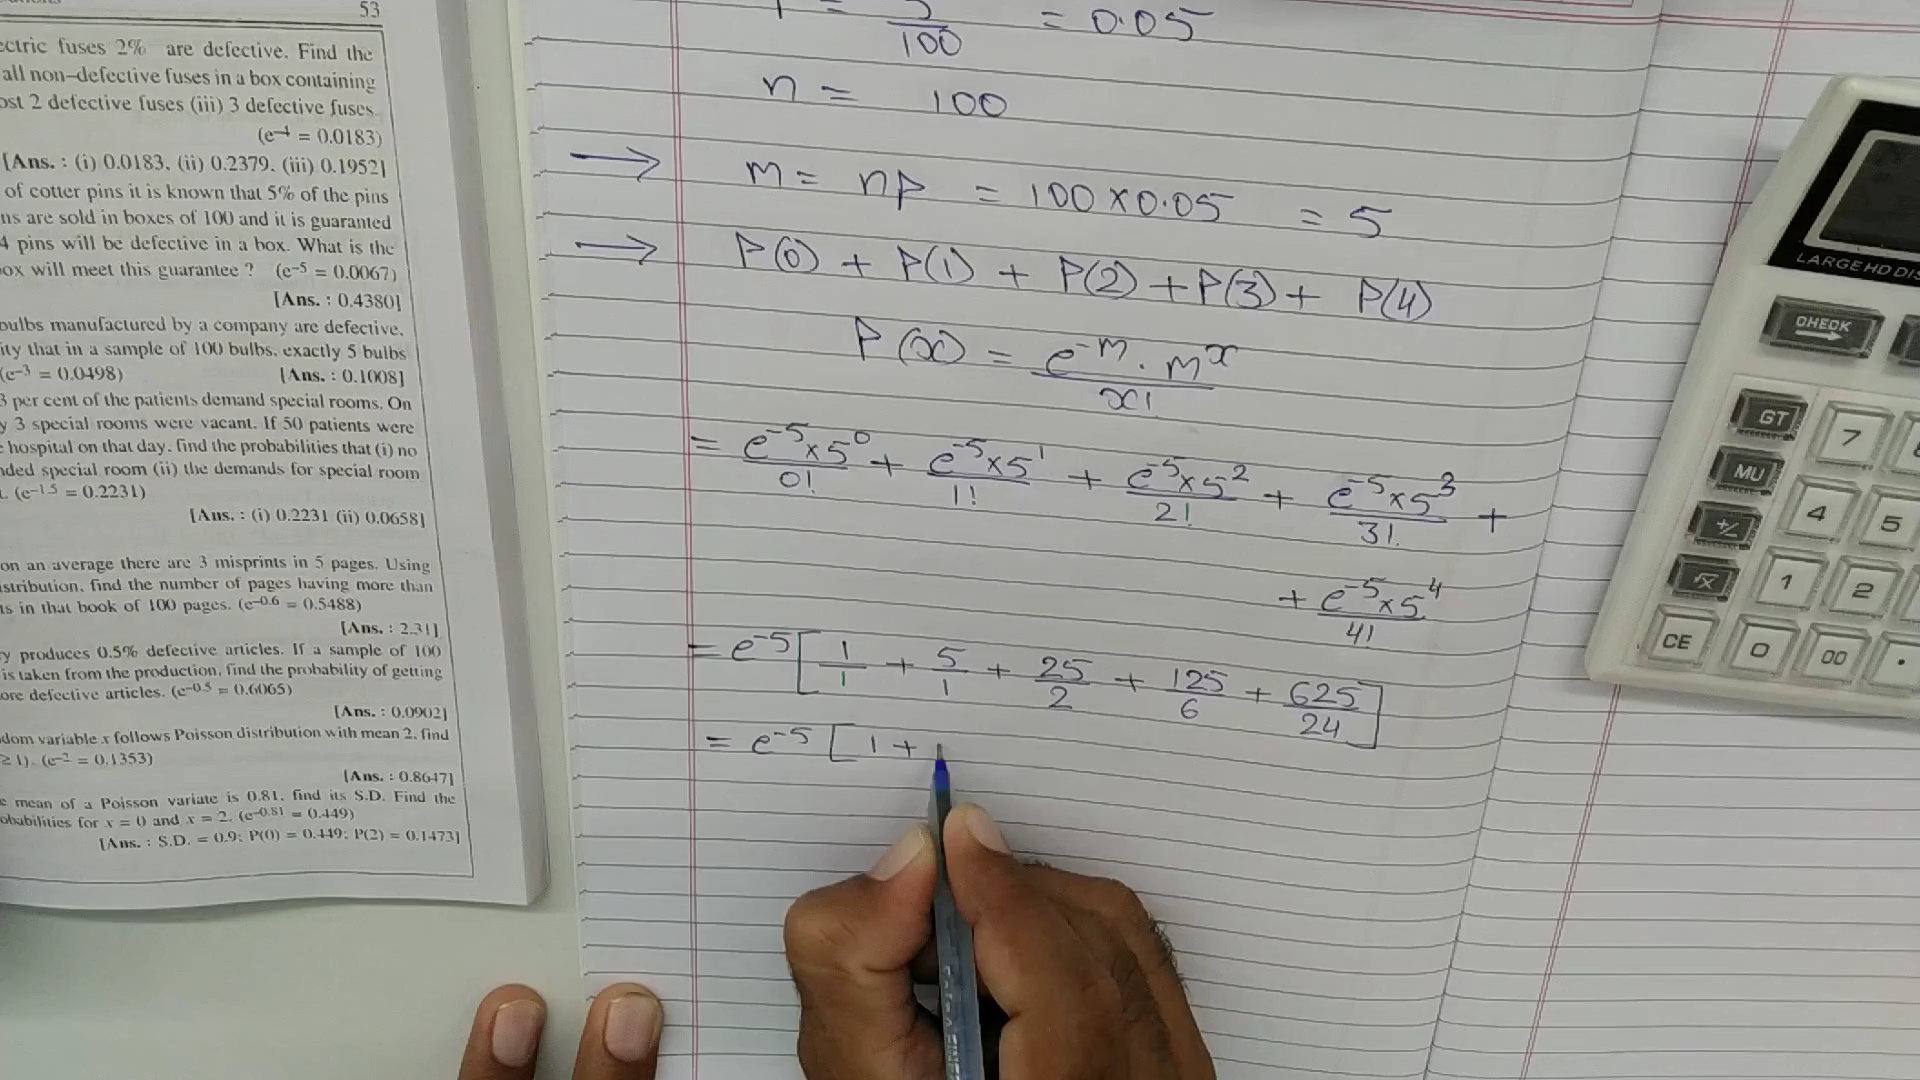 53
ectric fuses 2% are defective. Find the
all non-defective fuses in a box containing
ost 2 defective fuses (iii) 3 defective fuses.
(e⁻⁴ = 0.0183)
[Ans. : (i) 0.0183, (ii) 0.2379, (iii) 0.1952]
of cotter pins it is known that 5% of the pins
ns are sold in boxes of 100 and it is guaranted
4 pins will be defective in a box. What is the
ox will meet this guarantee ? (e⁻⁵ = 0.0067)
[Ans. : 0.4380]
bulbs manufactured by a company are defective.
ity that in a sample of 100 bulbs, exactly 5 bulbs
(e⁻³ = 0.0498) [Ans. : 0.1008]
3 per cent of the patients demand special rooms. On
y 3 special rooms were vacant. If 50 patients were
hospital on that day, find the probabilities that (i) no
nded special room (ii) the demands for special room
. (e⁻¹·⁵ = 0.2231)
[Ans. : (i) 0.2231 (ii) 0.0658]
on an average there are 3 misprints in 5 pages. Using
stribution, find the number of pages having more than
ts in that book of 100 pages. (e⁻⁰·⁶ = 0.5488)
[Ans. : 2.31]
y produces 0.5% defective articles. If a sample of 100
is taken from the production, find the probability of getting
ore defective articles. (e⁻⁰·⁵ = 0.6065)
[Ans. : 0.0902]
dom variable x follows Poisson distribution with mean 2, find
≥ 1). (e⁻² = 0.1353)
[Ans. : 0.8647]
e mean of a Poisson variate is 0.81, find its S.D. Find the
obabilities for x = 0 and x = 2. (e⁻⁰·⁸¹ = 0.449)
[Ans. : S.D. = 0.9; P(0) = 0.449; P(2) = 0.1473]
= 5/100 = 0.05
n = 100
→ m = np = 100 × 0.05 = 5
→ P(0) + P(1) + P(2) + P(3) + P(4)
P(x) = e⁻ᵐ · mˣ / x!
= e⁻⁵×5⁰/0! + e⁻⁵×5¹/1! + e⁻⁵×5²/2! + e⁻⁵×5³/3! +
+ e⁻⁵×5⁴/4!
= e⁻⁵ [ 1/1 + 5/1 + 25/2 + 125/6 + 625/24 ]
= e⁻⁵ [ 1 +
LARGE HD DIS
CHECK
GT 7
MU 4 5
+/- 1 2
√x
CE 0 00 .